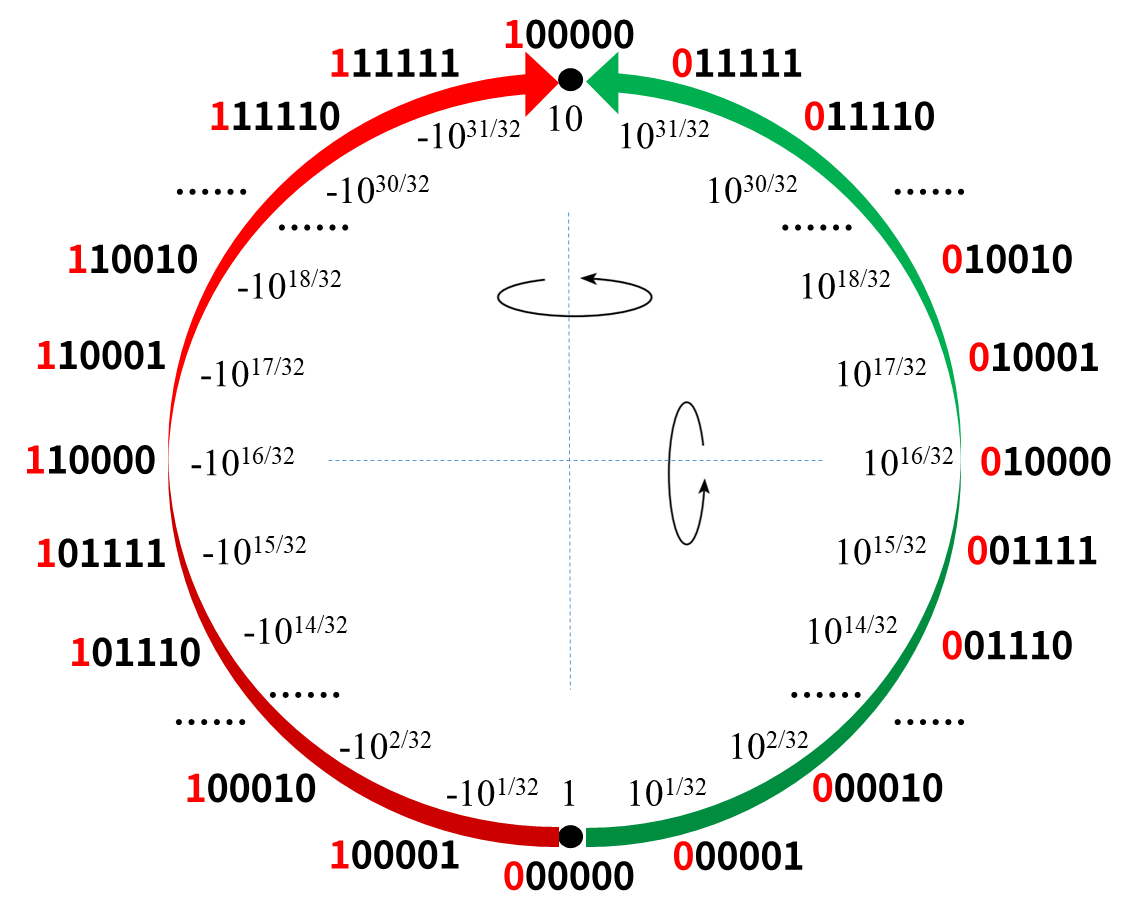 100000
111111 011111
10
111110 -10^{31/32} 10^{31/32} 011110
...... -10^{30/32} 10^{30/32} ......
...... ......
110010 -10^{18/32} 10^{18/32} 010010
110001 -10^{17/32} 10^{17/32} 010001
110000 -10^{16/32} 10^{16/32} 010000
101111 -10^{15/32} 10^{15/32} 001111
101110 -10^{14/32} 10^{14/32} 001110
...... ......
...... ......
-10^{2/32} 10^{2/32}
100010 -10^{1/32} 1 10^{1/32} 000010
100001 000001
000000